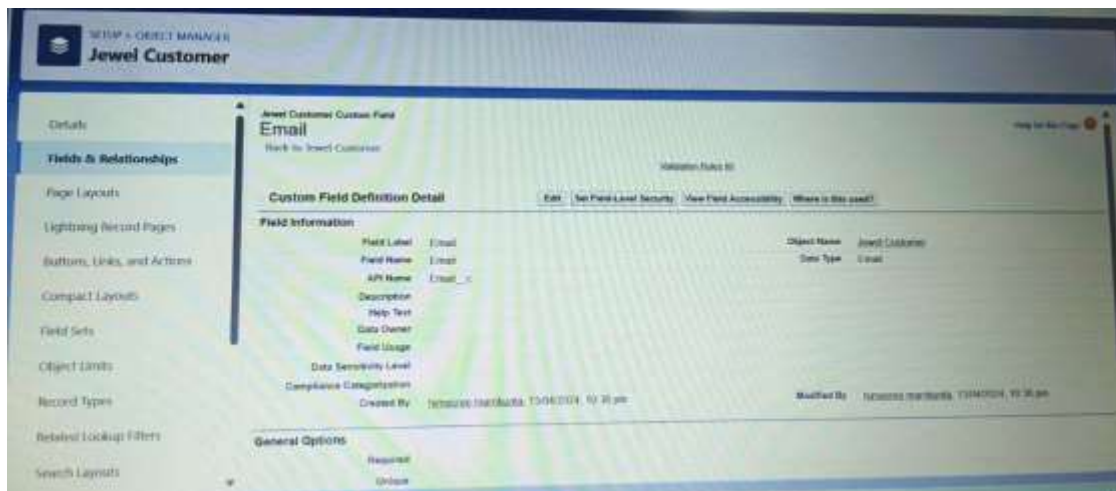 SETUP > OBJECT MANAGER
Jewel Customer
Details
Fields & Relationships
Page Layouts
Lightning Record Pages
Buttons, Links, and Actions
Compact Layouts
Field Sets
Object Limits
Record Types
Related Lookup Filters
Search Layouts
Jewel Customer Custom Field
Email
Back to Jewel Customer
Help for this Page
Validation Rules [0]
Custom Field Definition Detail
Edit Set Field-Level Security View Field Accessibility Where is this used?
Field Information
Field Label Email Object Name Jewel Customer
Field Name Email Data Type Email
API Name Email__c
Description
Help Text
Data Owner
Field Usage
Data Sensitivity Level
Compliance Categorization
Created By
Modified By
General Options
Required
Unique